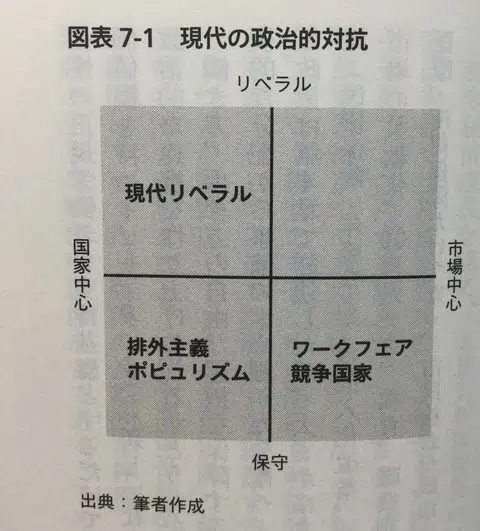 図表 7-1　現代の政治的対抗
リベラル
現代リベラル
国家中心
市場中心
排外主義
ポピュリズム
ワークフェア
競争国家
保守
出典：筆者作成